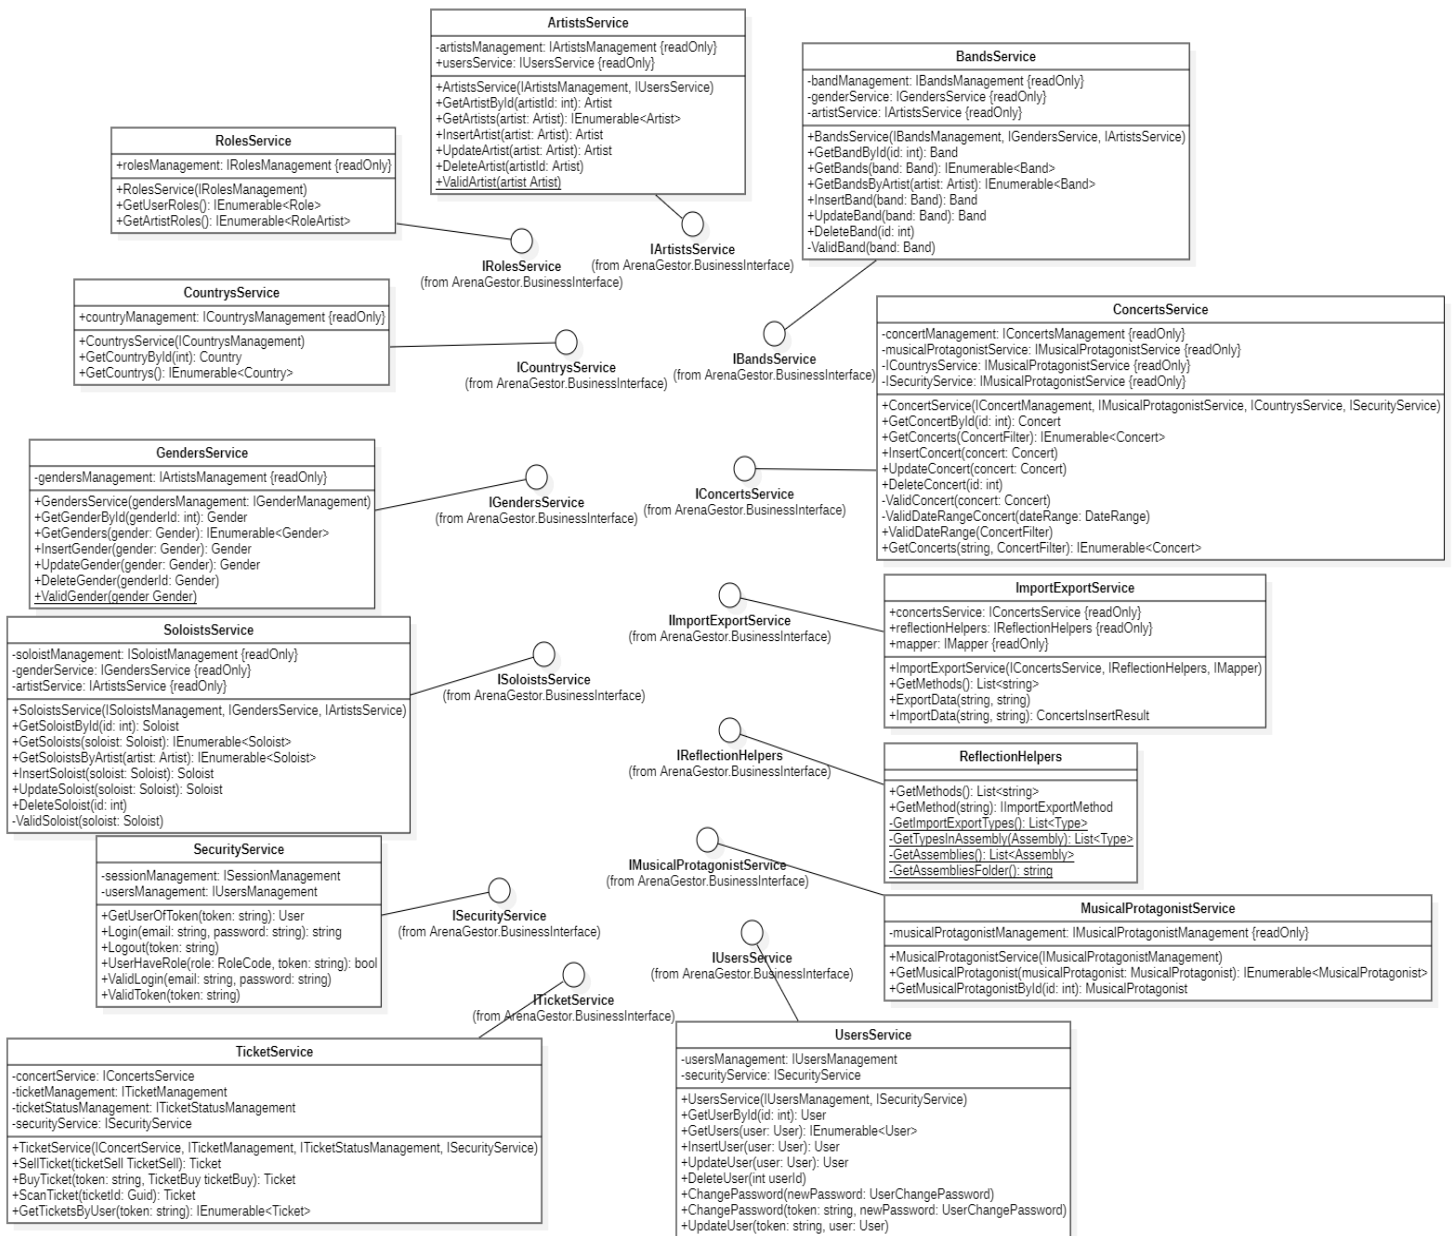 ArtistsService
-artistsManagement: IArtistsManagement {readOnly}
+usersService: IUsersService {readOnly}
+ArtistsService(IArtistsManagement, IUsersService)
+GetArtistById(artistId: int): Artist
+GetArtists(artist: Artist): IEnumerable<Artist>
+InsertArtist(artist: Artist): Artist
+UpdateArtist(artist: Artist): Artist
+DeleteArtist(artistId: Artist)
+ValidArtist(artist Artist)
BandsService
-bandManagement: IBandsManagement {readOnly}
-genderService: IGendersService {readOnly}
-artistService: IArtistsService {readOnly}
+BandsService(IBandsManagement, IGendersService, IArtistsService)
+GetBandById(id: int): Band
+GetBands(band: Band): IEnumerable<Band>
+GetBandsByArtist(artist: Artist): IEnumerable<Band>
+InsertBand(band: Band): Band
+UpdateBand(band: Band): Band
+DeleteBand(id: int)
-ValidBand(band: Band)
RolesService
+rolesManagement: IRolesManagement {readOnly}
+RolesService(IRolesManagement)
+GetUserRoles(): IEnumerable<Role>
+GetArtistRoles(): IEnumerable<RoleArtist>
IArtistsService
(from ArenaGestor.BusinessInterface)
IRolesService
(from ArenaGestor.BusinessInterface)
CountrysService
+countryManagement: ICountrysManagement {readOnly}
+CountrysService(ICountrysManagement)
+GetCountryById(int): Country
+GetCountrys(): IEnumerable<Country>
ICountrysService
(from ArenaGestor.BusinessInterface)
IBandsService
(from ArenaGestor.BusinessInterface)
ConcertsService
-concertManagement: IConcertsManagement {readOnly}
-musicalProtagonistService: IMusicalProtagonistService {readOnly}
-ICountrysService: IMusicalProtagonistService {readOnly}
-ISecurityService: IMusicalProtagonistService {readOnly}
+ConcertService(IConcertManagement, IMusicalProtagonistService, ICountrysService, ISecurityService)
+GetConcertById(id: int): Concert
+GetConcerts(ConcertFilter): IEnumerable<Concert>
+InsertConcert(concert: Concert)
+UpdateConcert(concert: Concert)
+DeleteConcert(id: int)
-ValidConcert(concert: Concert)
-ValidDateRangeConcert(dateRange: DateRange)
+ValidDateRange(ConcertFilter)
+GetConcerts(string, ConcertFilter): IEnumerable<Concert>
GendersService
-gendersManagement: IArtistsManagement {readOnly}
+GendersService(gendersManagement: IGenderManagement)
+GetGenderById(genderId: int): Gender
+GetGenders(gender: Gender): IEnumerable<Gender>
+InsertGender(gender: Gender): Gender
+UpdateGender(gender: Gender): Gender
+DeleteGender(genderId: Gender)
+ValidGender(gender Gender)
IGendersService
(from ArenaGestor.BusinessInterface)
IConcertsService
(from ArenaGestor.BusinessInterface)
ImportExportService
+concertsService: IConcertsService {readOnly}
+reflectionHelpers: IReflectionHelpers {readOnly}
+mapper: IMapper {readOnly}
+ImportExportService(IConcertsService, IReflectionHelpers, IMapper)
+GetMethods(): List<string>
+ExportData(string, string)
+ImportData(string, string): ConcertsInsertResult
IImportExportService
(from ArenaGestor.BusinessInterface)
SoloistsService
-soloistManagement: ISoloistManagement {readOnly}
-genderService: IGendersService {readOnly}
-artistService: IArtistsService {readOnly}
+SoloistsService(ISoloistsManagement, IGendersService, IArtistsService)
+GetSoloistById(id: int): Soloist
+GetSoloists(soloist: Soloist): IEnumerable<Soloist>
+GetSoloistsByArtist(artist: Artist): IEnumerable<Soloist>
+InsertSoloist(soloist: Soloist): Soloist
+UpdateSoloist(soloist: Soloist): Soloist
+DeleteSoloist(id: int)
-ValidSoloist(soloist: Soloist)
ISoloistsService
(from ArenaGestor.BusinessInterface)
IReflectionHelpers
(from ArenaGestor.BusinessInterface)
ReflectionHelpers
+GetMethods(): List<string>
+GetMethod(string): IImportExportMethod
-GetImportExportTypes(): List<Type>
-GetTypesInAssembly(Assembly): List<Type>
-GetAssemblies(): List<Assembly>
-GetAssembliesFolder(): string
SecurityService
-sessionManagement: ISessionManagement
-usersManagement: IUsersManagement
+GetUserOfToken(token: string): User
+Login(email: string, password: string): string
+Logout(token: string)
+UserHaveRole(role: RoleCode, token: string): bool
+ValidLogin(email: string, password: string)
+ValidToken(token: string)
ISecurityService
(from ArenaGestor.BusinessInterface)
IMusicalProtagonistService
(from ArenaGestor.BusinessInterface)
MusicalProtagonistService
-musicalProtagonistManagement: IMusicalProtagonistManagement {readOnly}
+MusicalProtagonistService(IMusicalProtagonistManagement)
+GetMusicalProtagonist(musicalProtagonist: MusicalProtagonist): IEnumerable<MusicalProtagonist>
+GetMusicalProtagonistById(id: int): MusicalProtagonist
IUsersService
(from ArenaGestor.BusinessInterface)
ITicketService
(from ArenaGestor.BusinessInterface)
TicketService
-concertService: IConcertsService
-ticketManagement: ITicketManagement
-ticketStatusManagement: ITicketStatusManagement
-securityService: ISecurityService
+TicketService(IConcertService, ITicketManagement, ITicketStatusManagement, ISecurityService)
+SellTicket(ticketSell TicketSell): Ticket
+BuyTicket(token: string, TicketBuy ticketBuy): Ticket
+ScanTicket(ticketId: Guid): Ticket
+GetTicketsByUser(token: string): IEnumerable<Ticket>
UsersService
-usersManagement: IUsersManagement
-securityService: ISecurityService
+UsersService(IUsersManagement, ISecurityService)
+GetUserById(id: int): User
+GetUsers(user: User): IEnumerable<User>
+InsertUser(user: User): User
+UpdateUser(user: User): User
+DeleteUser(int userId)
+ChangePassword(newPassword: UserChangePassword)
+ChangePassword(token: string, newPassword: UserChangePassword)
+UpdateUser(token: string, user: User)